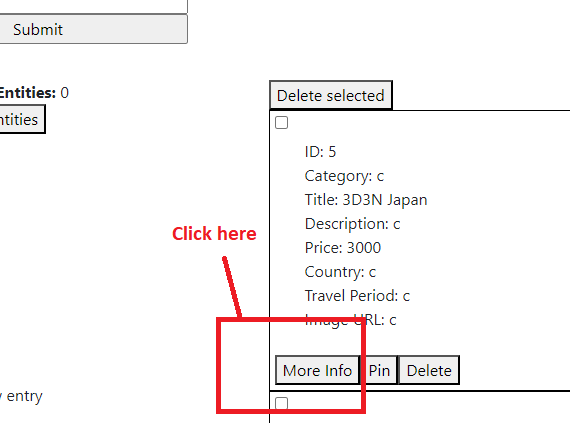 Submit
Entities: 0
ntities
Delete selected
ID: 5
Category: c
Title: 3D3N Japan
Description: c
Price: 3000
Country: c
Travel Period: c
Image URL: c
Click here
More Info Pin Delete
y entry